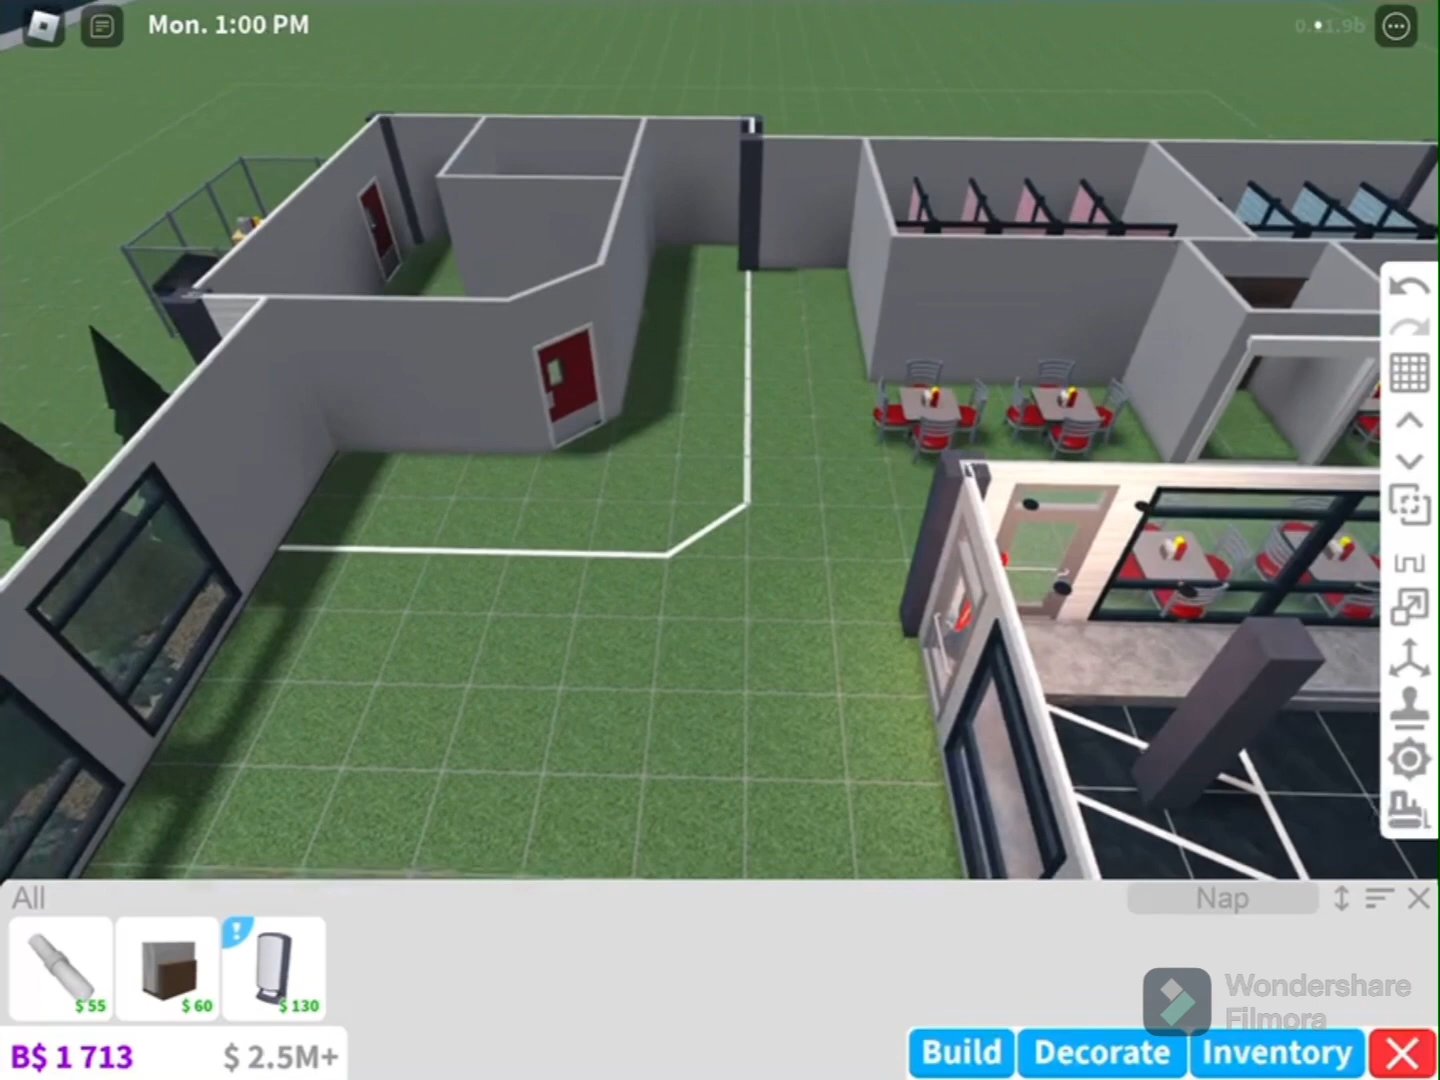 Mon. 1:00 PM
All
Nap
$ 55
$ 60
!
$ 130
Wondershare
Filmora
B$ 1 713
$ 2.5M+
Build
Decorate
Inventory